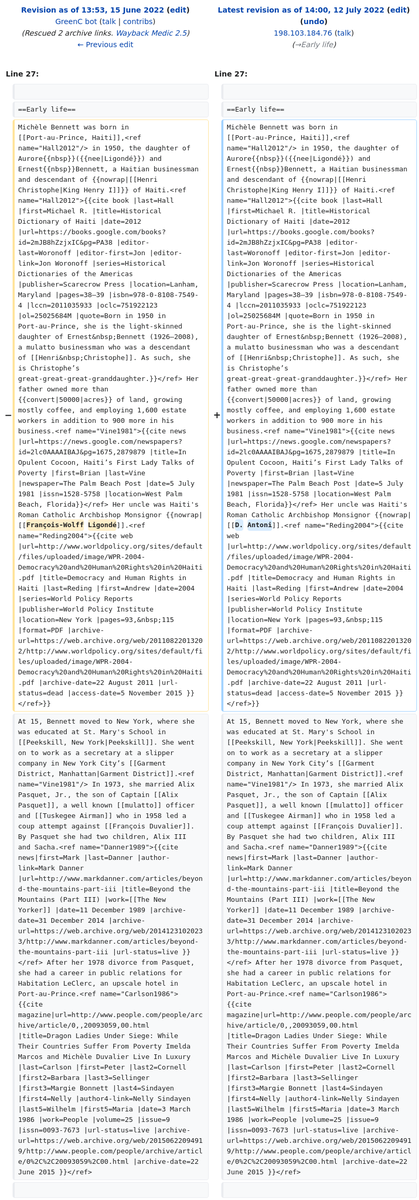 Revision as of 13:53, 15 June 2022 (edit)
GreenC bot (talk | contribs)
(Rescued 2 archive links. Wayback Medic 2.5)
← Previous edit
Line 27:
==Early life==
−
Michèle Bennett was born in
[[Port-au-Prince, Haiti]],<ref
name="Hall2012"/> in 1950, the daughter of
Aurore{{nbsp}}({{née|Ligondé}}) and
Ernest{{nbsp}}Bennett, a Haitian businessman
and descendant of {{nowrap|[[Henri
Christophe|King Henry I]]}} of Haiti.<ref
name="Hall2012">{{cite book |last=Hall
|first=Michael R. |title=Historical
Dictionary of Haiti |date=2012
|url=https://books.google.com/books?
id=2mJB8hZzjxIC&pg=PA38 |editor-
last=Woronoff |editor-first=Jon |editor-
link=Jon Woronoff |series=Historical
Dictionaries of the Americas
|publisher=Scarecrow Press |location=Lanham,
Maryland |pages=38–39 |isbn=978-0-8108-7549-
4 |lccn=2011035933 |oclc=751922123
|ol=25025684M |quote=Born in 1950 in
Port-au-Prince, she is the light-skinned
daughter of Ernest&nbsp;Bennett (1926–2008),
a mulatto businessman who was a descendant
of [[Henri&nbsp;Christophe]]. As such, she
is Christophe's
great-great-great-granddaughter.}}</ref> Her
father owned more than
{{convert|50000|acres}} of land, growing
mostly coffee, and employing 1,600 estate
workers in addition to 900 more in his
business.<ref name="Vine1981">{{cite news
|url=https://news.google.com/newspapers?
id=2lc0AAAAIBAJ&pg=1675,2879879 |title=In
Opulent Cocoon, Haiti's First Lady Talks of
Poverty |first=Brian |last=Vine
|newspaper=The Palm Beach Post |date=5 July
1981 |issn=1528-5758 |location=West Palm
Beach, Florida}}</ref> Her uncle was Haiti's
Roman Catholic Archbishop Monsignor {{nowrap|
[[François-Wolff Ligondé]]}}.<ref
name="Reding2004">{{cite web
|url=http://www.worldpolicy.org/sites/default
/files/uploaded/image/WPR-2004-
Democracy%20and%20Human%20Rights%20in%20Haiti
.pdf |title=Democracy and Human Rights in
Haiti |last=Reding |first=Andrew |date=2004
|series=World Policy Reports
|publisher=World Policy Institute
|location=New York |pages=93,&nbsp;115
|format=PDF |archive-
url=https://web.archive.org/web/2011082201320
2/http://www.worldpolicy.org/sites/default/fi
les/uploaded/image/WPR-2004-
Democracy%20and%20Human%20Rights%20in%20Haiti
.pdf |archive-date=22 August 2011 |url-
status=dead |access-date=5 November 2015 }}
</ref>}}
At 15, Bennett moved to New York, where she
was educated at St. Mary's School in
[[Peekskill, New York|Peekskill]]. She went
on to work as a secretary at a slipper
company in New York City's [[Garment
District, Manhattan|Garment District]].<ref
name="Vine1981"/> In 1973, she married Alix
Pasquet, Jr., the son of Captain [[Alix
Pasquet]], a well known [[mulatto]] officer
and [[Tuskegee Airman]] who in 1958 led a
coup attempt against [[François Duvalier]].
By Pasquet she had two children, Alix III
and Sacha.<ref name="Danner1989">{{cite
news|first=Mark |last=Danner |author-
link=Mark Danner
|url=http://www.markdanner.com/articles/beyon
d-the-mountains-part-iii |title=Beyond the
Mountains (Part III) |work=[[The New
Yorker]] |date=11 December 1989 |archive-
date=31 December 2014 |archive-
url=https://web.archive.org/web/2014123102023
3/http://www.markdanner.com/articles/beyond-
the-mountains-part-iii |url-status=live }}
</ref> After her 1978 divorce from Pasquet,
she had a career in public relations for
Habitation LeClerc, an upscale hotel in
Port-au-Prince.<ref name="Carlson1986">
{{cite
magazine|url=http://www.people.com/people/arc
hive/article/0,,20093059,00.html
|title=Dragon Ladies Under Siege: While
Their Countries Suffer From Poverty Imelda
Marcos and Michele Duvalier Live In Luxury
|last=Carlson |first=Peter |last2=Cornell
|first2=Barbara |last3=Sellinger
|first3=Margie Bonnett |last4=Sindayen
|first4=Nelly |author4-link=Nelly Sindayen
|last5=Wilhelm |first5=Maria |date=3 March
1986 |work=People |volume=25 |issue=9
|issn=0093-7673 |url-status=live |archive-
url=https://web.archive.org/web/2015062209491
9/http://www.people.com/people/archive/articl
e/0%2C%2C20093059%2C00.html |archive-date=22
June 2015 }}</ref>
Latest revision as of 14:00, 12 July 2022 (edit)
(undo)
198.103.184.76 (talk)
(→Early life)
Line 27:
==Early life==
+
Michèle Bennett was born in
[[Port-au-Prince, Haiti]],<ref
name="Hall2012"/> in 1950, the daughter of
Aurore{{nbsp}}({{née|Ligondé}}) and
Ernest{{nbsp}}Bennett, a Haitian businessman
and descendant of {{nowrap|[[Henri
Christophe|King Henry I]]}} of Haiti.<ref
name="Hall2012">{{cite book |last=Hall
|first=Michael R. |title=Historical
Dictionary of Haiti |date=2012
|url=https://books.google.com/books?
id=2mJB8hZzjxIC&pg=PA38 |editor-
last=Woronoff |editor-first=Jon |editor-
link=Jon Woronoff |series=Historical
Dictionaries of the Americas
|publisher=Scarecrow Press |location=Lanham,
Maryland |pages=38–39 |isbn=978-0-8108-7549-
4 |lccn=2011035933 |oclc=751922123
|ol=25025684M |quote=Born in 1950 in
Port-au-Prince, she is the light-skinned
daughter of Ernest&nbsp;Bennett (1926–2008),
a mulatto businessman who was a descendant
of [[Henri&nbsp;Christophe]]. As such, she
is Christophe's
great-great-great-granddaughter.}}</ref> Her
father owned more than
{{convert|50000|acres}} of land, growing
mostly coffee, and employing 1,600 estate
workers in addition to 900 more in his
business.<ref name="Vine1981">{{cite news
|url=https://news.google.com/newspapers?
id=2lc0AAAAIBAJ&pg=1675,2879879 |title=In
Opulent Cocoon, Haiti's First Lady Talks of
Poverty |first=Brian |last=Vine
|newspaper=The Palm Beach Post |date=5 July
1981 |issn=1528-5758 |location=West Palm
Beach, Florida}}</ref> Her uncle was Haiti's
Roman Catholic Archbishop Monsignor {{nowrap|
[[D. Antoni]]}}.<ref name="Reding2004">{{cite
web
|url=http://www.worldpolicy.org/sites/default
/files/uploaded/image/WPR-2004-
Democracy%20and%20Human%20Rights%20in%20Haiti
.pdf |title=Democracy and Human Rights in
Haiti |last=Reding |first=Andrew |date=2004
|series=World Policy Reports
|publisher=World Policy Institute
|location=New York |pages=93,&nbsp;115
|format=PDF |archive-
url=https://web.archive.org/web/2011082201320
2/http://www.worldpolicy.org/sites/default/fi
les/uploaded/image/WPR-2004-
Democracy%20and%20Human%20Rights%20in%20Haiti
.pdf |archive-date=22 August 2011 |url-
status=dead |access-date=5 November 2015 }}
</ref>}}
At 15, Bennett moved to New York, where she
was educated at St. Mary's School in
[[Peekskill, New York|Peekskill]]. She went
on to work as a secretary at a slipper
company in New York City's [[Garment
District, Manhattan|Garment District]].<ref
name="Vine1981"/> In 1973, she married Alix
Pasquet, Jr., the son of Captain [[Alix
Pasquet]], a well known [[mulatto]] officer
and [[Tuskegee Airman]] who in 1958 led a
coup attempt against [[François Duvalier]].
By Pasquet she had two children, Alix III
and Sacha.<ref name="Danner1989">{{cite
news|first=Mark |last=Danner |author-
link=Mark Danner
|url=http://www.markdanner.com/articles/beyon
d-the-mountains-part-iii |title=Beyond the
Mountains (Part III) |work=[[The New
Yorker]] |date=11 December 1989 |archive-
date=31 December 2014 |archive-
url=https://web.archive.org/web/2014123102023
3/http://www.markdanner.com/articles/beyond-
the-mountains-part-iii |url-status=live }}
</ref> After her 1978 divorce from Pasquet,
she had a career in public relations for
Habitation LeClerc, an upscale hotel in
Port-au-Prince.<ref name="Carlson1986">
{{cite
magazine|url=http://www.people.com/people/arc
hive/article/0,,20093059,00.html
|title=Dragon Ladies Under Siege: While
Their Countries Suffer From Poverty Imelda
Marcos and Michele Duvalier Live In Luxury
|last=Carlson |first=Peter |last2=Cornell
|first2=Barbara |last3=Sellinger
|first3=Margie Bonnett |last4=Sindayen
|first4=Nelly |author4-link=Nelly Sindayen
|last5=Wilhelm |first5=Maria |date=3 March
1986 |work=People |volume=25 |issue=9
|issn=0093-7673 |url-status=live |archive-
url=https://web.archive.org/web/2015062209491
9/http://www.people.com/people/archive/articl
e/0%2C%2C20093059%2C00.html |archive-date=22
June 2015 }}</ref>